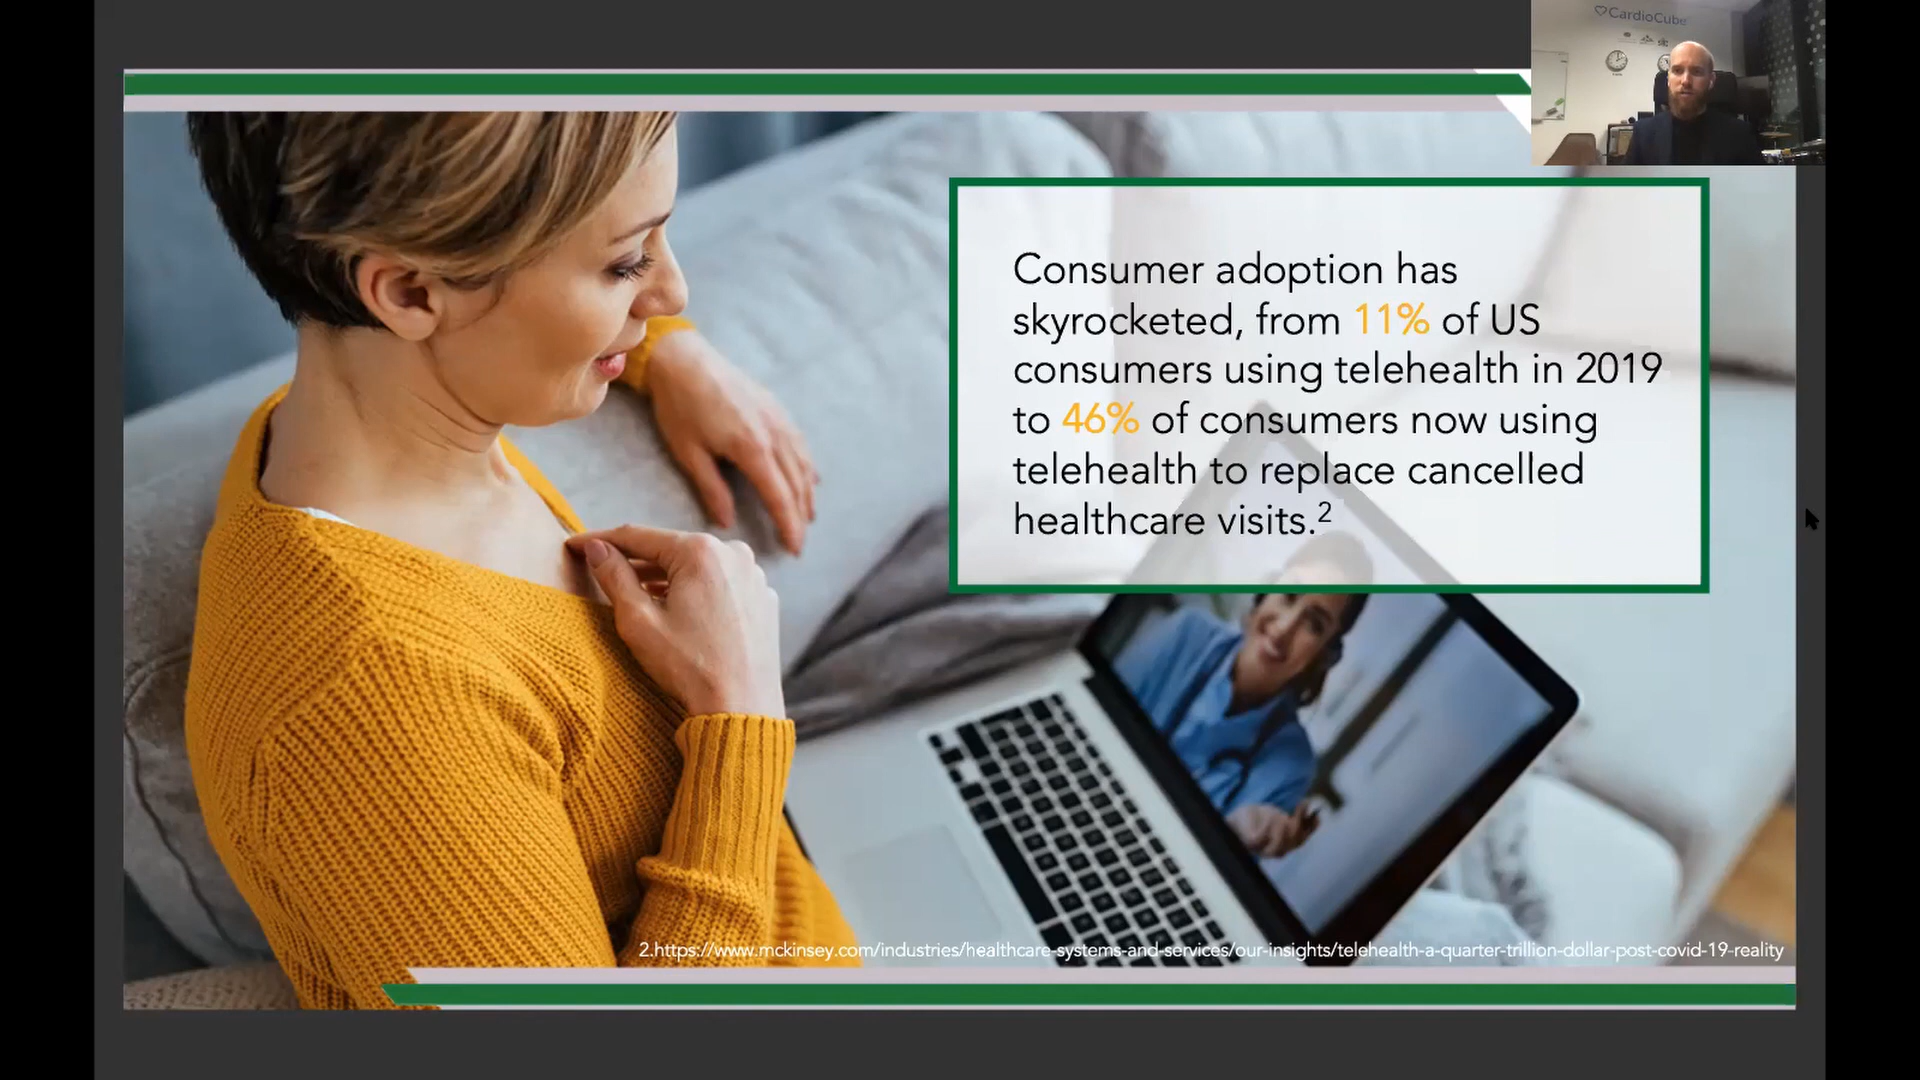 CardioCube
Consumer adoption has
skyrocketed, from 11% of US
consumers using telehealth in 2019
to 46% of consumers now using
telehealth to replace cancelled
healthcare visits.2
2.https://www.mckinsey.com/industries/healthcare-systems-and-services/our-insights/telehealth-a-quarter-trillion-dollar-post-covid-19-reality